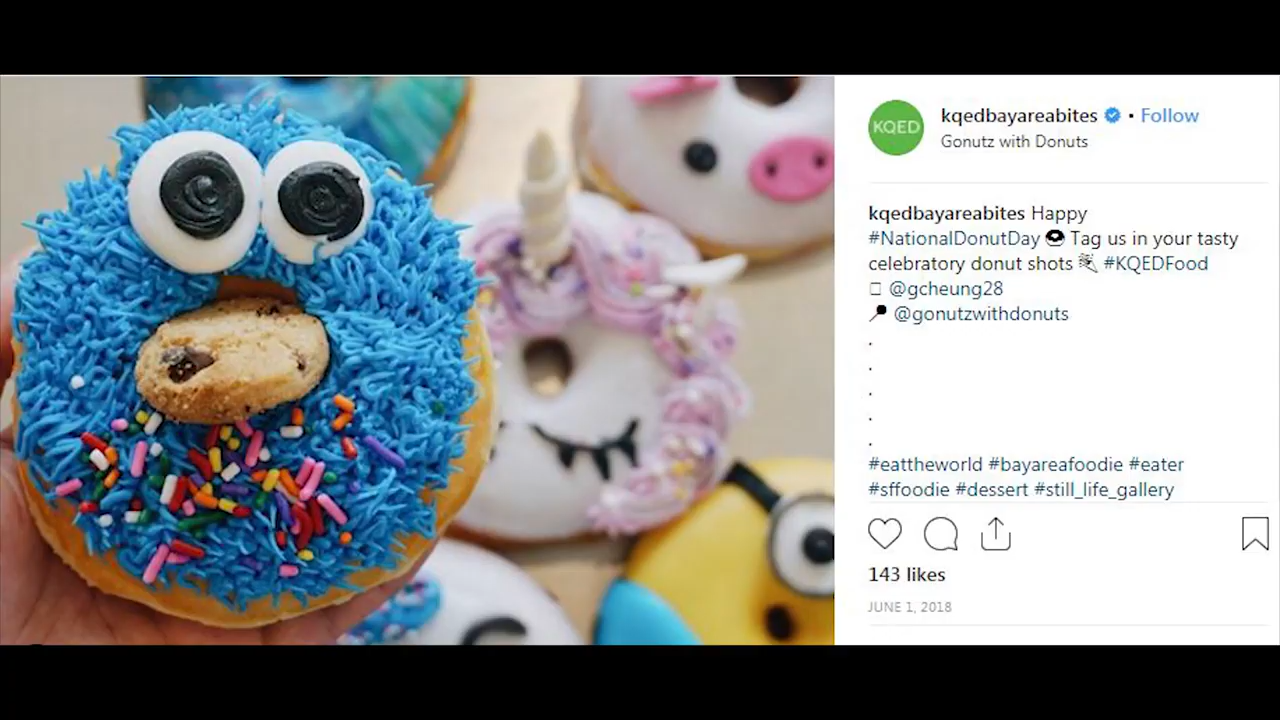 KQED
kqedbayareabites • Follow
Gonutz with Donuts
kqedbayareabites Happy
#NationalDonutDay 🍩 Tag us in your tasty
celebratory donut shots #KQEDFood
@gcheung28
@gonutzwithdonuts
.
.
.
.
.
#eattheworld #bayareafoodie #eater
#sffoodie #dessert #still_life_gallery
143 likes
JUNE 1, 2018